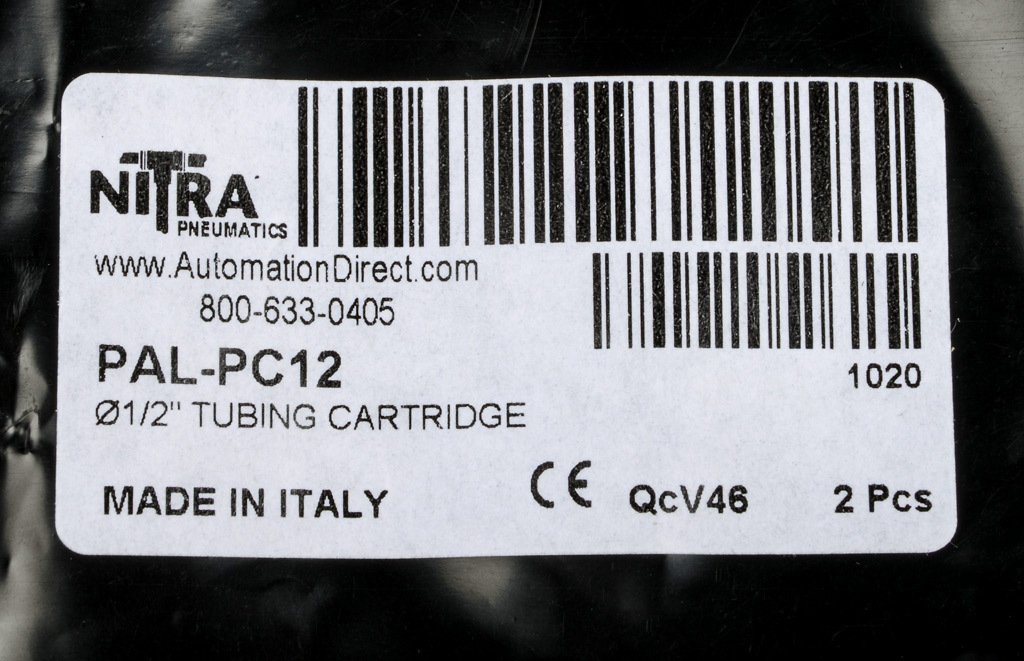 NITRA
PNEUMATICS
www.AutomationDirect.com
800-633-0405
PAL-PC12
1020
Ø1/2" TUBING CARTRIDGE
MADE IN ITALY CE QcV46 2 Pcs